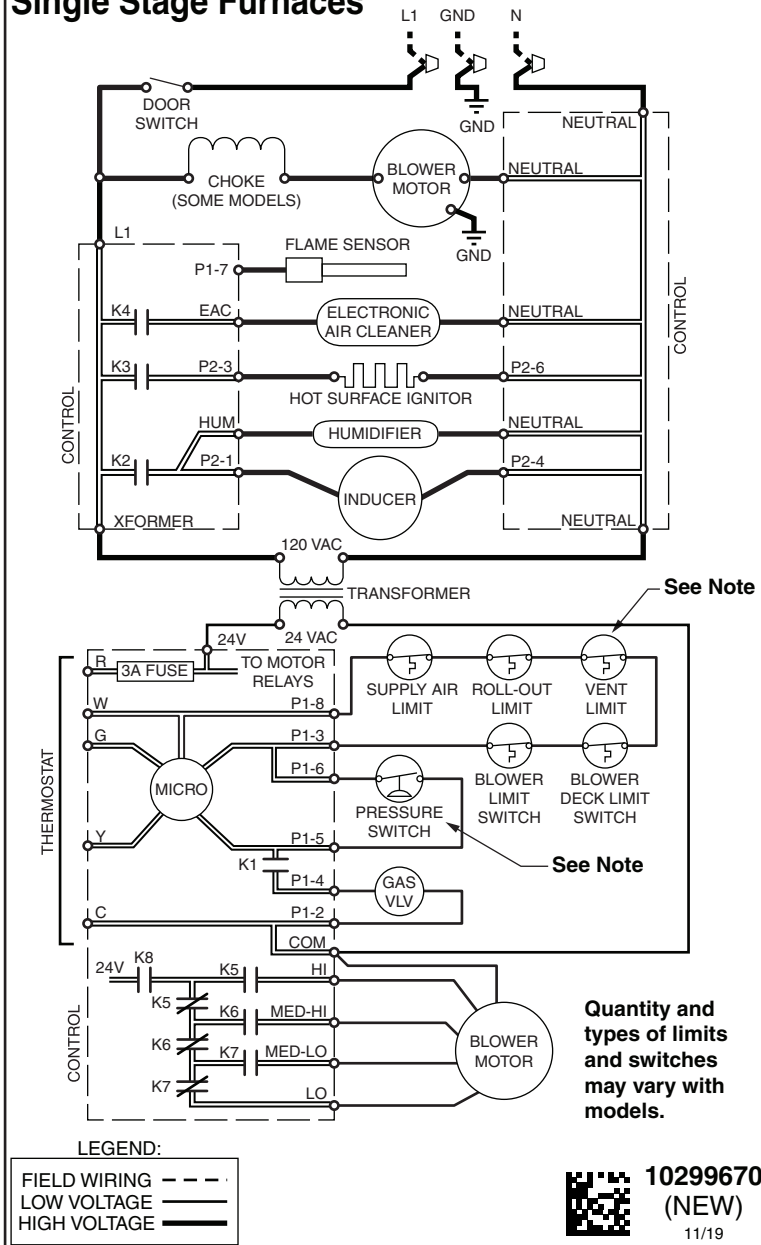 Single Stage Furnaces
L1 GND N
DOOR
SWITCH
GND
NEUTRAL
CHOKE
(SOME MODELS)
BLOWER
MOTOR
NEUTRAL
GND
L1
P1-7
FLAME SENSOR
K4 EAC
ELECTRONIC
AIR CLEANER
NEUTRAL
CONTROL
K3 P2-3
HOT SURFACE IGNITOR
P2-6
CONTROL
HUM
HUMIDIFIER
NEUTRAL
K2 P2-1
INDUCER
P2-4
XFORMER
NEUTRAL
120 VAC
TRANSFORMER
24 VAC
See Note
24V
R 3A FUSE
TO MOTOR
RELAYS
SUPPLY AIR
LIMIT
ROLL-OUT
LIMIT
VENT
LIMIT
W P1-8
G P1-3
P1-6
MICRO
PRESSURE
SWITCH
BLOWER
LIMIT
SWITCH
BLOWER
DECK LIMIT
SWITCH
THERMOSTAT
Y P1-5
K1
See Note
P1-4
GAS
VLV
C P1-2
COM
24V K8 K5 HI
K5 K6 MED-HI
K6 K7 MED-LO
K7 LO
CONTROL
BLOWER
MOTOR
Quantity and
types of limits
and switches
may vary with
models.
LEGEND:
FIELD WIRING
LOW VOLTAGE
HIGH VOLTAGE
10299670
(NEW)
11/19